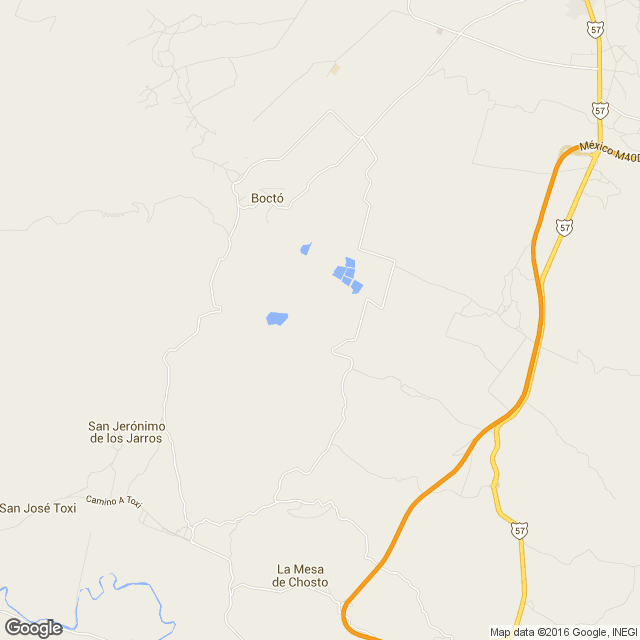 57
57
México M40D
Boctó
57
San Jerónimo
de los Jarros
Camino A Toxi
San José Toxi
57
La Mesa
de Chosto
Google
Map data ©2016 Google, INEGI